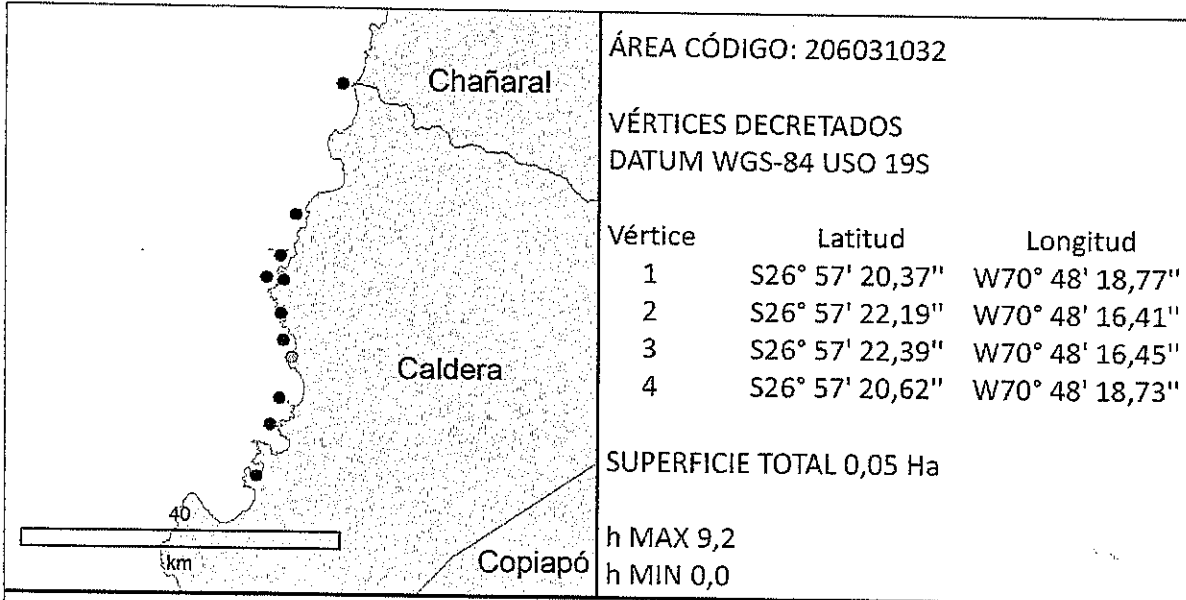 Chañaral
Caldera
40
km
Copiapó
ÁREA CÓDIGO: 206031032
VÉRTICES DECRETADOS
DATUM WGS-84 USO 19S
Vértice Latitud Longitud
1 S26° 57' 20,37" W70° 48' 18,77"
2 S26° 57' 22,19" W70° 48' 16,41"
3 S26° 57' 22,39" W70° 48' 16,45"
4 S26° 57' 20,62" W70° 48' 18,73"
SUPERFICIE TOTAL 0,05 Ha
h MAX 9,2
h MIN 0,0